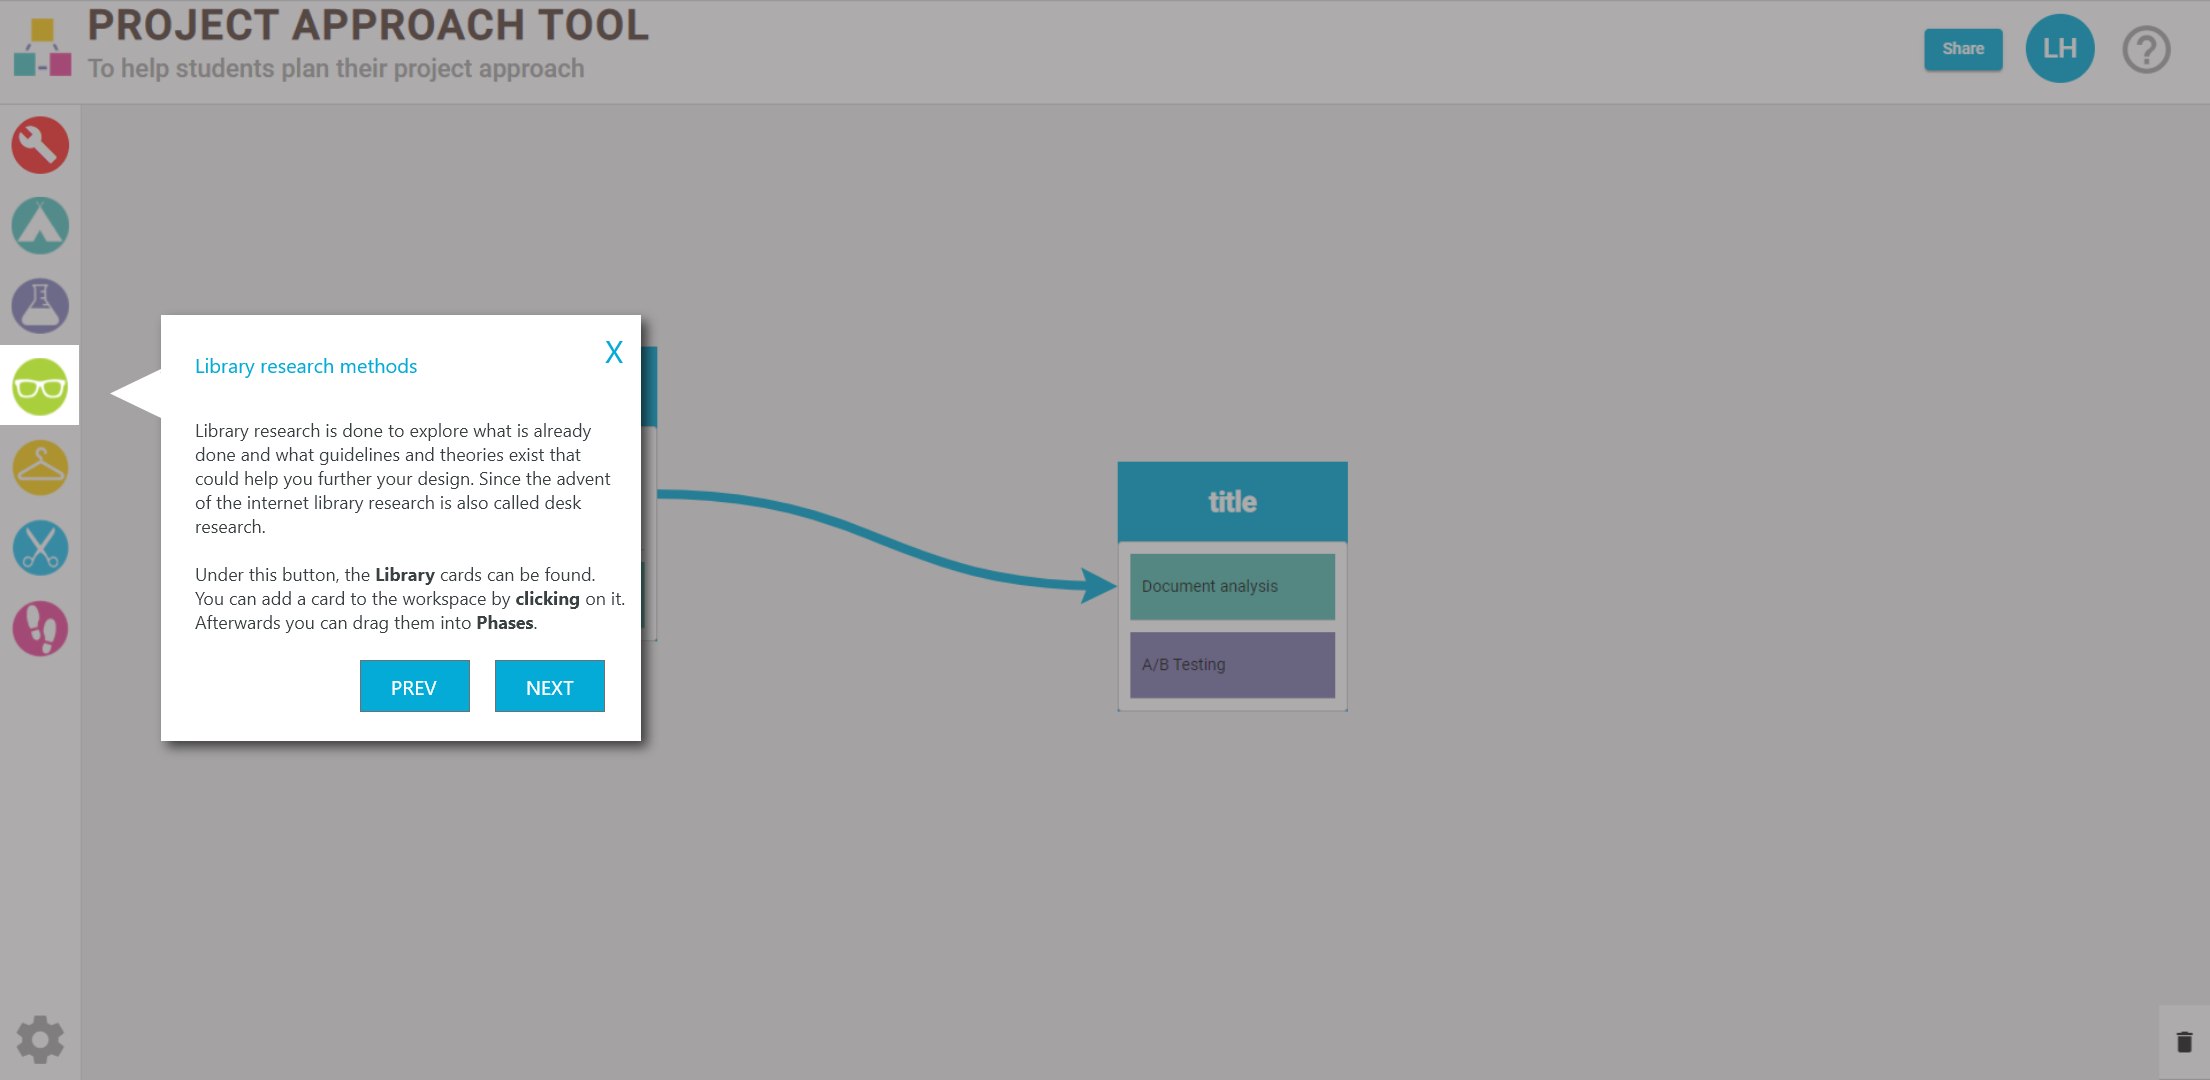 PROJECT APPROACH TOOL
To help students plan their project approach
Share
LH
?
Library research methods
X
Library research is done to explore what is already
done and what guidelines and theories exist that
could help you further your design. Since the advent
of the internet library research is also called desk
research.
Under this button, the Library cards can be found.
You can add a card to the workspace by clicking on it.
Afterwards you can drag them into Phases.
PREV
NEXT
title
Document analysis
A/B Testing